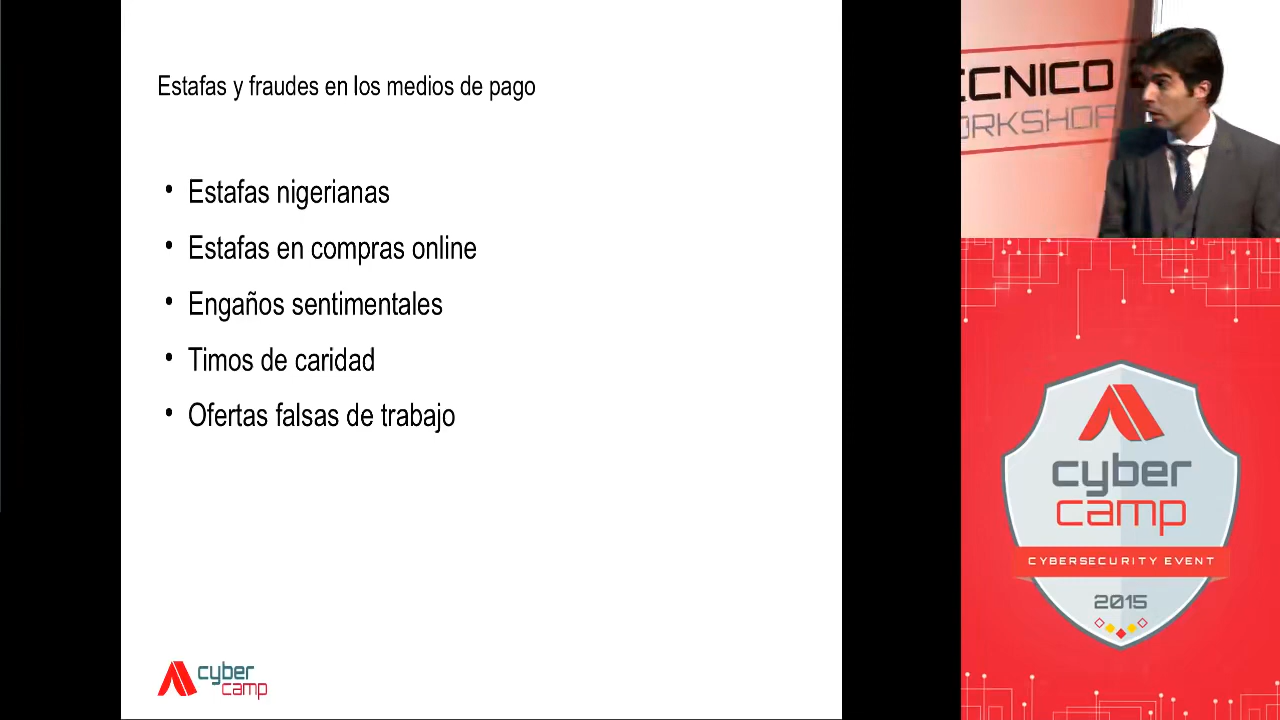 Estafas y fraudes en los medios de pago
• Estafas nigerianas
• Estafas en compras online
• Engaños sentimentales
• Timos de caridad
• Ofertas falsas de trabajo
cyber
camp
CNICO
ORKSHOP
cyber
camp
CYBERSECURITY EVENT
2015